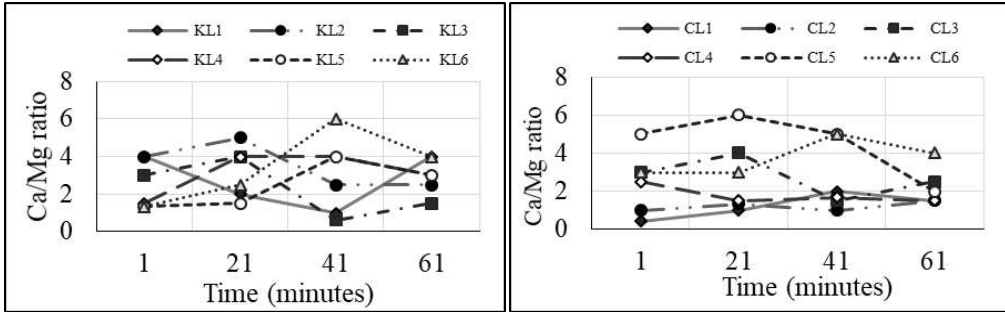 KL1 KL2 KL3
KL4 KL5 KL6
8
6
4
2
0
Ca/Mg ratio
1 21 41 61
Time (minutes)
CL1 CL2 CL3
CL4 CL5 CL6
8
6
4
2
0
Ca/Mg ratio
1 21 41 61
Time (minutes)